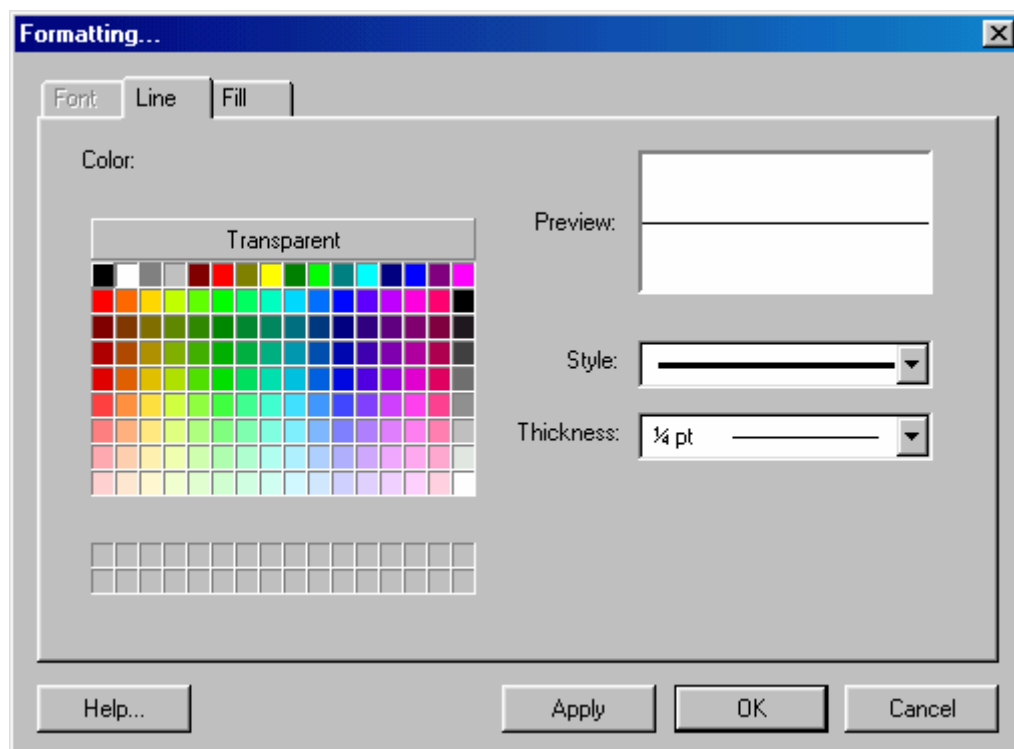 Formatting...
Font Line Fill
Color:
Preview:
Transparent
Style:
Thickness: ¼ pt
Help... Apply OK Cancel